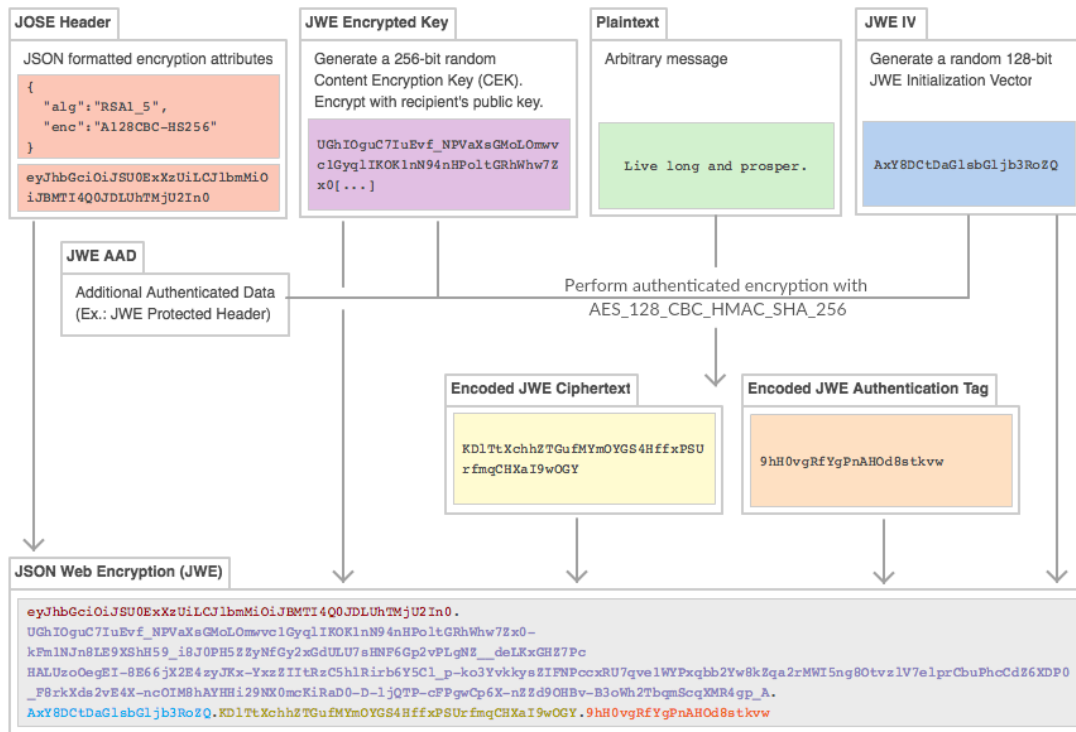 JOSE Header
JSON formatted encryption attributes
{
"alg":"RSA1_5",
"enc":"A128CBC-HS256"
}
eyJhbGciOiJSU0ExXzUiLCJlbmMiO
iJBMTI4Q0JDLUhTMjU2In0
JWE Encrypted Key
Generate a 256-bit random
Content Encryption Key (CEK).
Encrypt with recipient's public key.
UGhIOguC7IuEvf_NPVaXsGMoLOmwv
c1GyqlIKOK1nN94nHPoltGRhWhw7Z
x0[...]
Plaintext
Arbitrary message
Live long and prosper.
JWE IV
Generate a random 128-bit
JWE Initialization Vector
AxY8DCtDaGlsbGljb3RoZQ
JWE AAD
Additional Authenticated Data
(Ex.: JWE Protected Header)
Perform authenticated encryption with
AES_128_CBC_HMAC_SHA_256
Encoded JWE Ciphertext
KDlTtXchhZTGufMYmOYGS4HffxPSU
rfmqCHXaI9wOGY
Encoded JWE Authentication Tag
9hH0vgRfYgPnAHOd8stkvw
JSON Web Encryption (JWE)
eyJhbGciOiJSU0ExXzUiLCJlbmMiOiJBMTI4Q0JDLUhTMjU2In0.
UGhIOguC7IuEvf_NPVaXsGMoLOmwvc1GyqlIKOK1nN94nHPoltGRhWhw7Zx0-
kFm1NJn8LE9XShH59_i8J0PH5ZZyNfGy2xGdULU7sHNF6Gp2vPLgNZ__deLKxGHZ7Pc
HALUzoOegEI-8E66jX2E4zyJKx-YxzZIItRzC5hlRirb6Y5Cl_p-ko3YvkkysZIFNPccxRU7qve1WYPxqbb2Yw8kZqa2rMWI5ng8OtvzlV7elprCbuPhcCdZ6XDP0
_F8rkXds2vE4X-ncOIM8hAYHHi29NX0mcKiRaD0-D-ljQTP-cFPgwCp6X-nZZd9OHBv-B3oWh2TbqmScqXMR4gp_A.
AxY8DCtDaGlsbGljb3RoZQ.KDlTtXchhZTGufMYmOYGS4HffxPSUrfmqCHXaI9wOGY.9hH0vgRfYgPnAHOd8stkvw